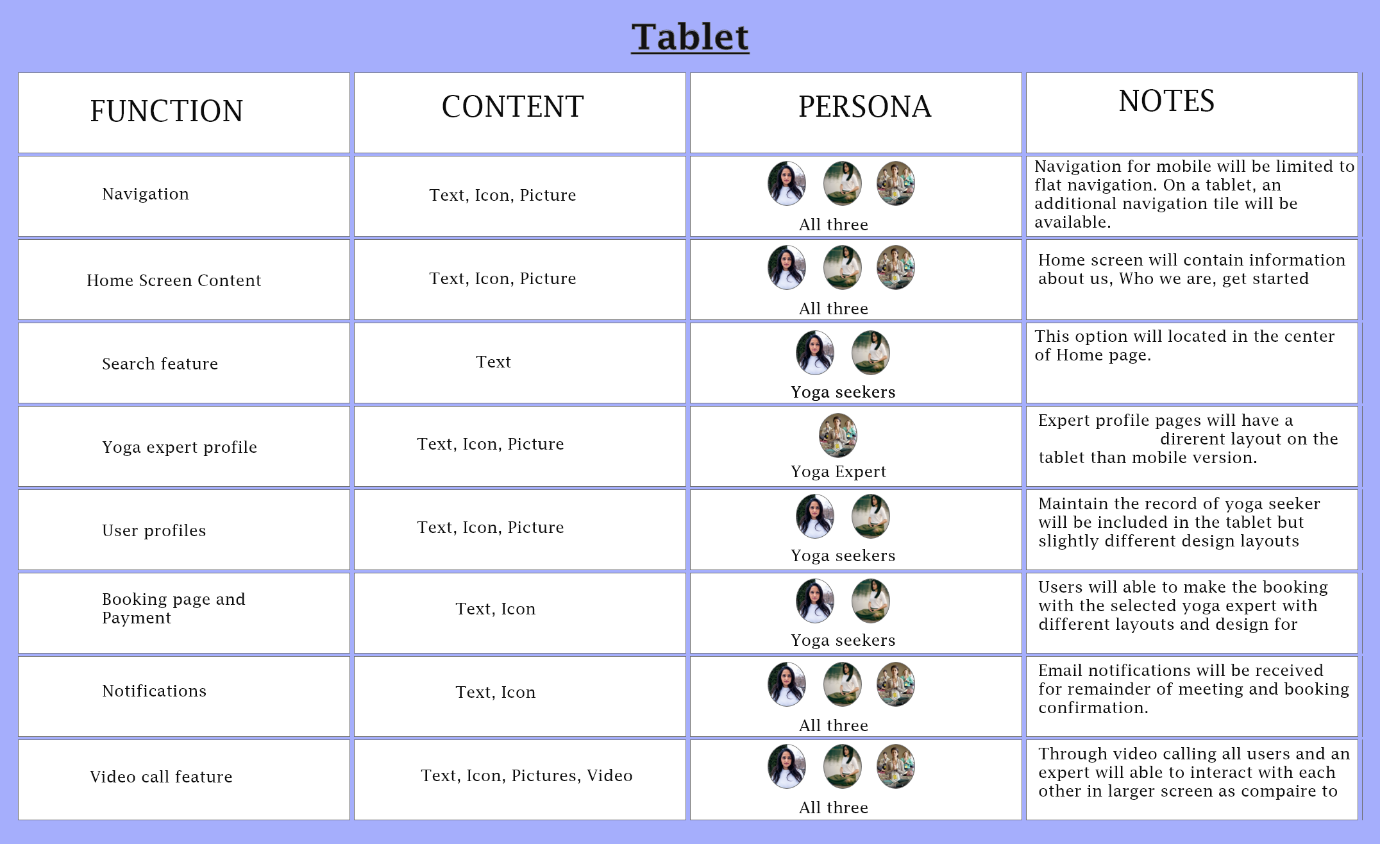 Tablet
FUNCTION
CONTENT
PERSONA
NOTES
Navigation
Text, Icon, Picture
All three
Navigation for mobile will be limited to
flat navigation. On a tablet, an
additional navigation tile will be
available.
Home Screen Content
Text, Icon, Picture
All three
Home screen will contain information
about us, Who we are, get started
Search feature
Text
Yoga seekers
This option will located in the center
of Home page.
Yoga expert profile
Text, Icon, Picture
Yoga Expert
Expert profile pages will have a
direrent layout on the
tablet than mobile version.
User profiles
Text, Icon, Picture
Yoga seekers
Maintain the record of yoga seeker
will be included in the tablet but
slightly different design layouts
Booking page and
Payment
Text, Icon
Yoga seekers
Users will able to make the booking
with the selected yoga expert with
different layouts and design for
Notifications
Text, Icon
All three
Email notifications will be received
for remainder of meeting and booking
confirmation.
Video call feature
Text, Icon, Pictures, Video
All three
Through video calling all users and an
expert will able to interact with each
other in larger screen as compaire to